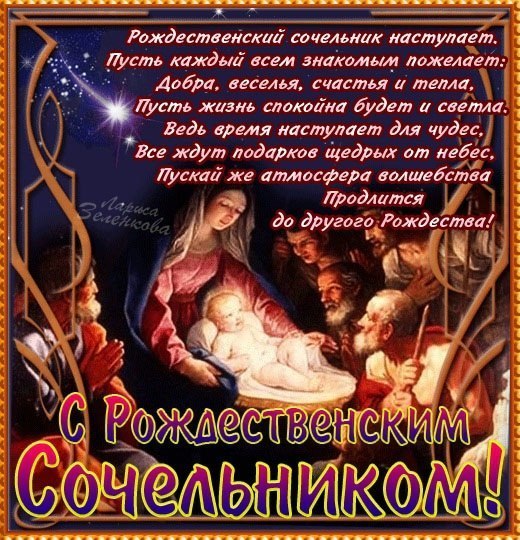 Рождественский сочельник наступает,
Пусть каждый всем знакомым пожелает:
Добра, веселья, счастья и тепла,
Пусть жизнь спокойна будет и светла,
Ведь время наступает для чудес,
Все ждут подарков щедрых от небес,
Пускай же атмосфера волшебства
Продлится
до другого Рождества!
Лариса
Зеленкова
С Рождественским
Сочельником!